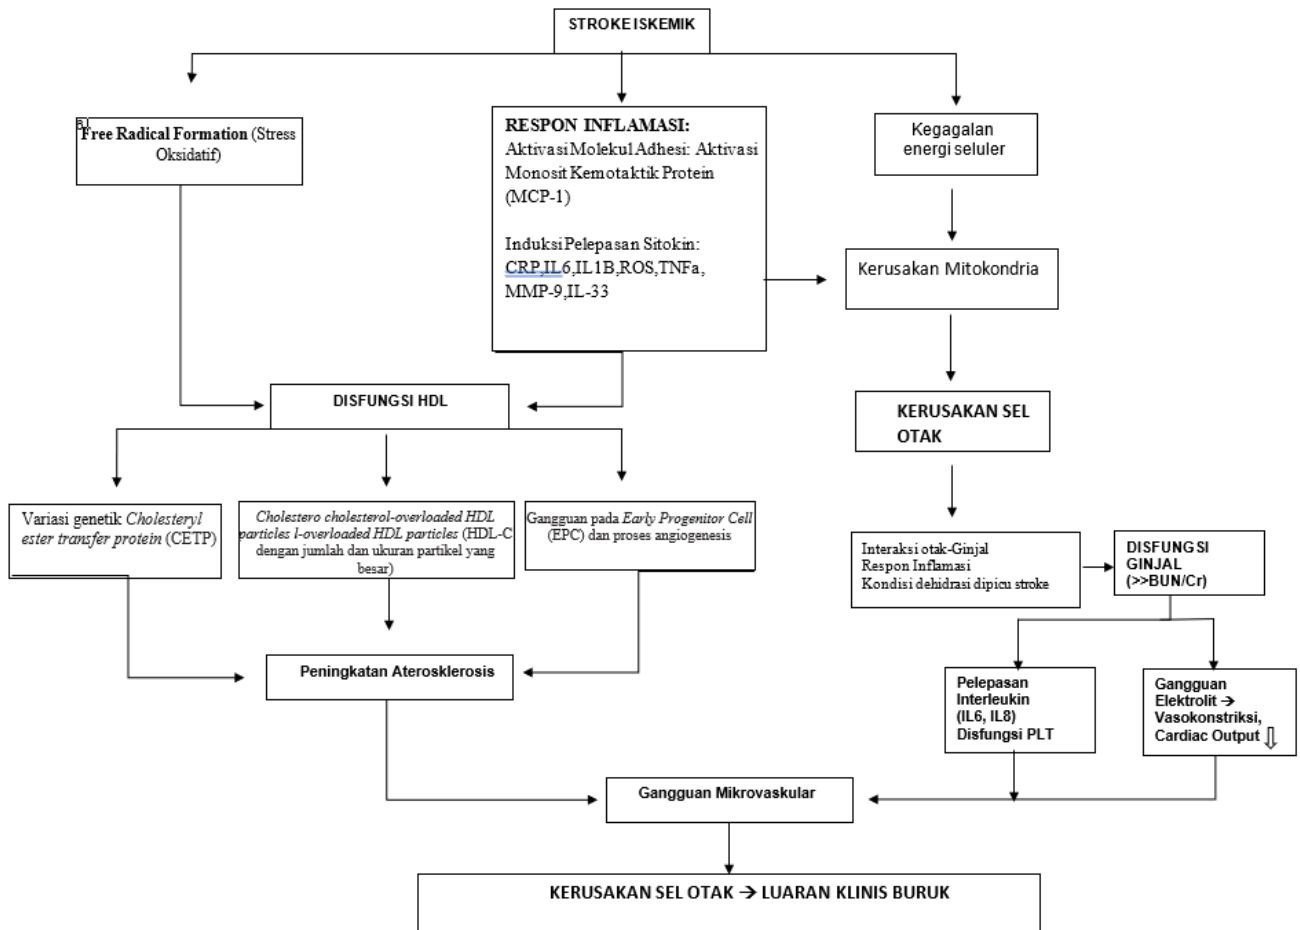 STROKE ISKEMIK
Free Radical Formation (Stress
Oksidatif)
RESPON INFLAMASI:
Aktivasi Molekul Adhesi: Aktivasi
Monosit Kemotaktik Protein
(MCP-1)
Induksi Pelepasan Sitokin:
CRP,IL6,IL1B,ROS,TNFa,
MMP-9,IL-33
Kegagalan
energi seluler
Kerusakan Mitokondria
DISFUNGSI HDL
KERUSAKAN SEL
OTAK
Variasi genetik Cholesteryl
ester transfer protein (CETP)
Cholestero cholesterol-overloaded HDL
particles l-overloaded HDL particles (HDL-C
dengan jumlah dan ukuran partikel yang
besar)
Gangguan pada Early Progenitor Cell
(EPC) dan proses angiogenesis
Interaksi otak-Ginjal
Respon Inflamasi
Kondisi dehidrasi dipicu stroke
DISFUNGSI
GINJAL
(>>BUN/Cr)
Peningkatan Aterosklerosis
Pelepasan
Interleukin
(IL6, IL8)
Disfungsi PLT
Gangguan
Elektrolit →
Vasokonstriksi,
Cardiac Output ⇩
Gangguan Mikrovaskular
KERUSAKAN SEL OTAK → LUARAN KLINIS BURUK